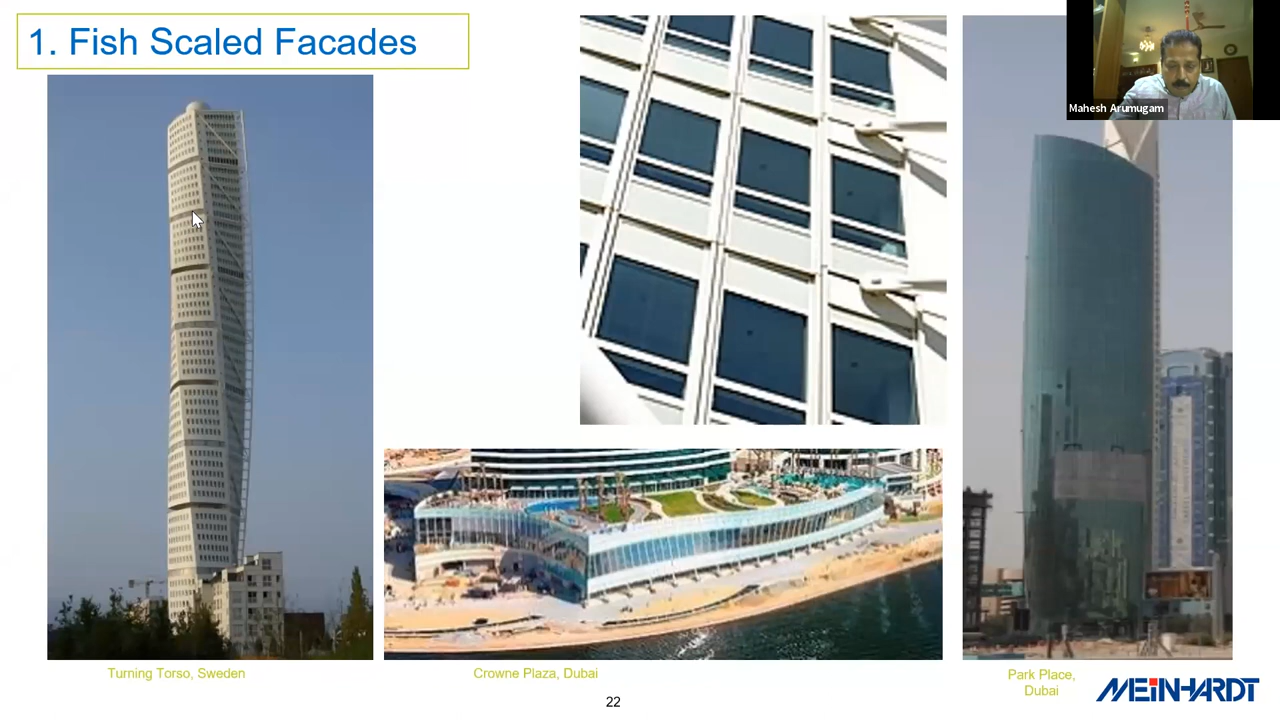 1. Fish Scaled Facades
Mahesh Arumugam
Turning Torso, Sweden
Crowne Plaza, Dubai
Park Place,
Dubai
22
MEINHARDT